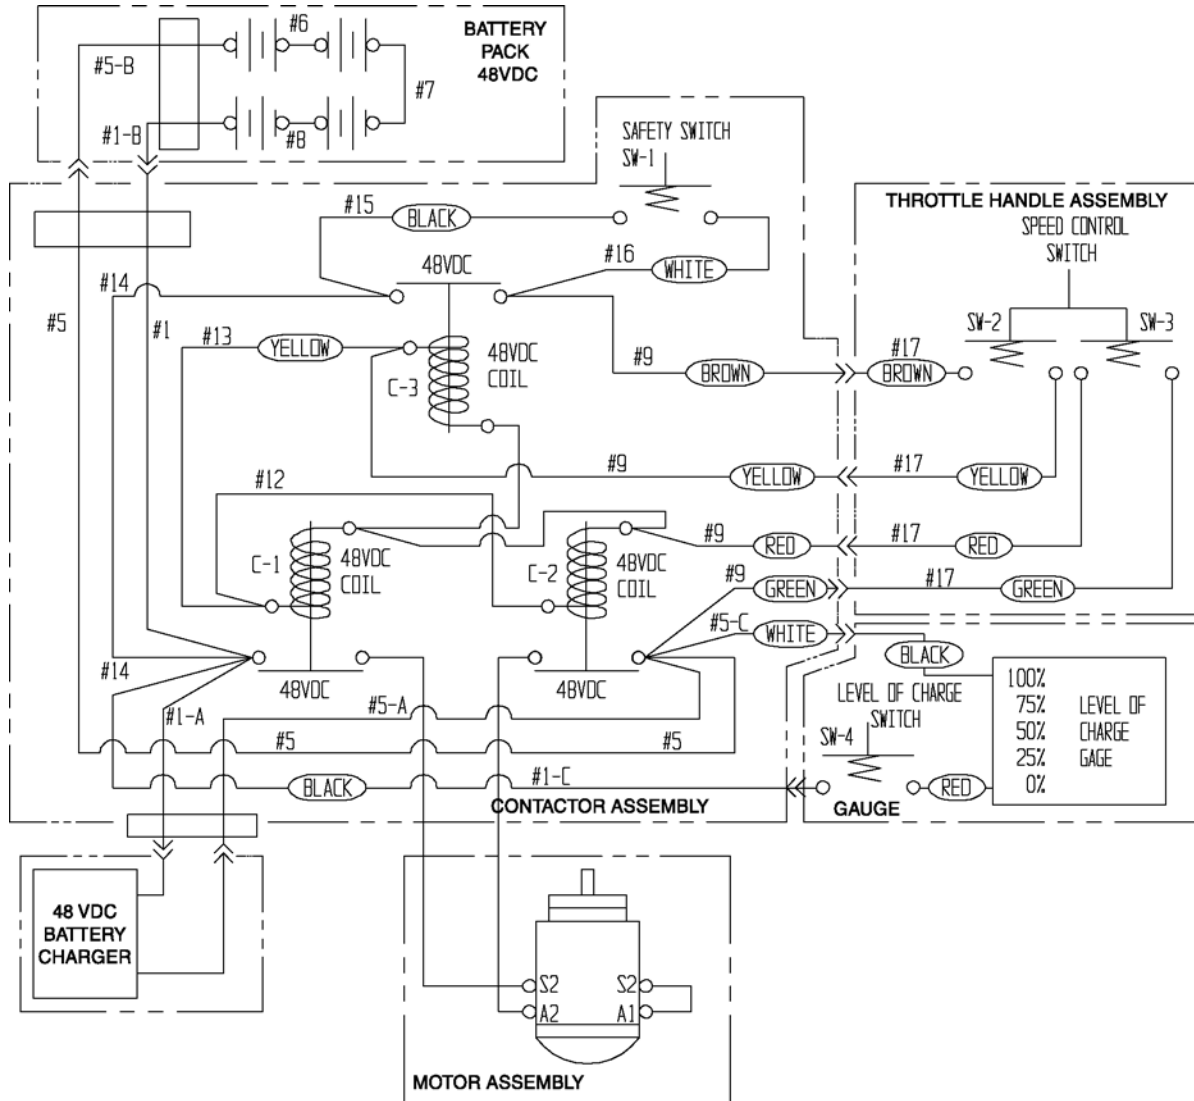 #6
BATTERY
PACK
48VDC
#5-B
#7
#1-B
#8
SAFETY SWITCH
SW-1
THROTTLE HANDLE ASSEMBLY
SPEED CONTROL
SWITCH
#15
BLACK
#16
WHITE
48VDC
#14
#5
#1
#13
YELLOW
48VDC
COIL
C-3
SW-2
SW-3
#9
BROWN
#17
BROWN
#12
#9
YELLOW
#17
YELLOW
C-1
48VDC
COIL
C-2
48VDC
COIL
#9
RED
#17
RED
#9
GREEN
#17
GREEN
#5-C
WHITE
BLACK
#14
48VDC
48VDC
#1-A
#5-A
#5
#5
LEVEL OF CHARGE
SWITCH
SW-4
100%
75%
50%
25%
0%
LEVEL OF
CHARGE
GAGE
BLACK
#1-C
RED
CONTACTOR ASSEMBLY
GAUGE
48 VDC
BATTERY
CHARGER
S2
S2
A2
A1
MOTOR ASSEMBLY